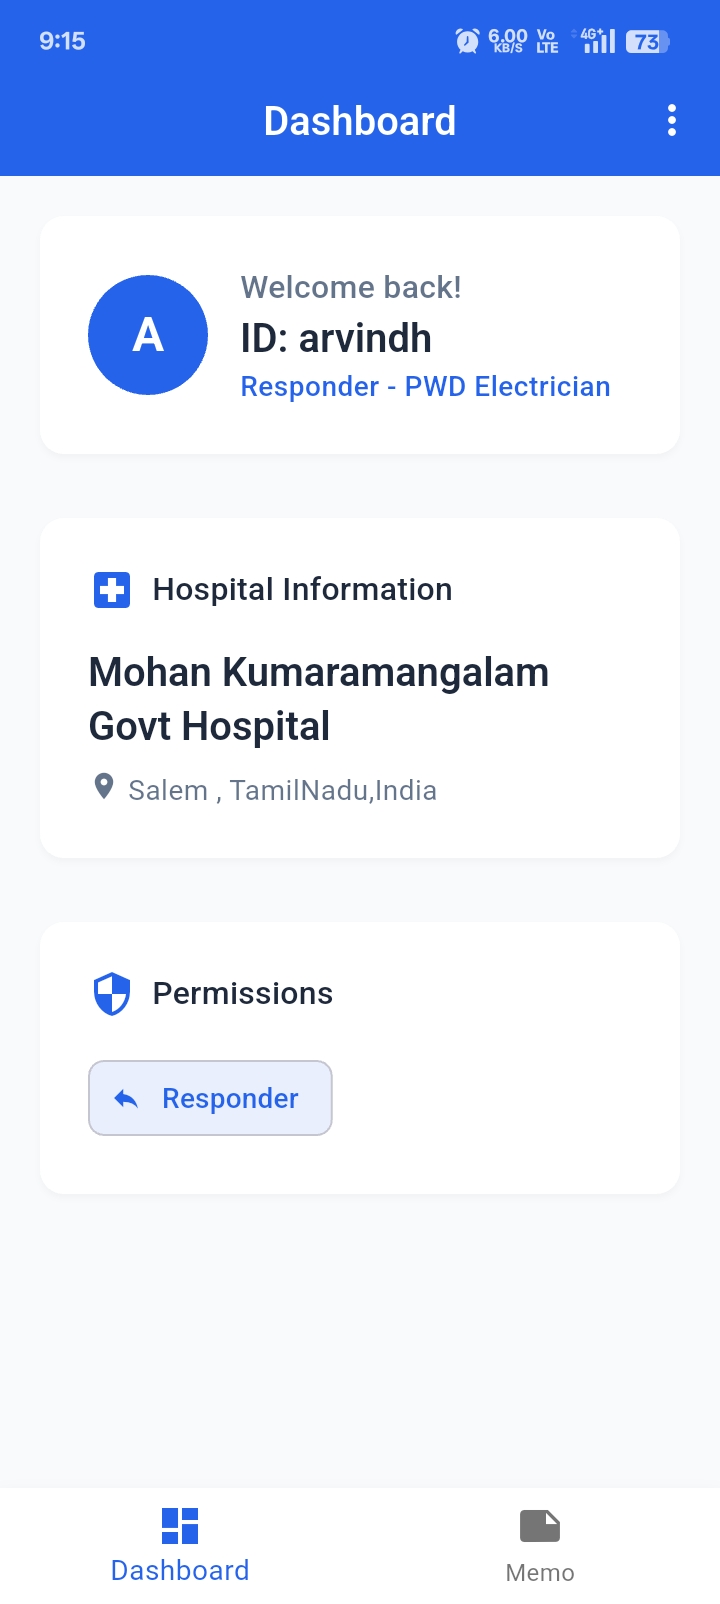 9:15
6.00 KB/S Vo LTE 4G+ 73
Dashboard
A
Welcome back!
ID: arvindh
Responder - PWD Electrician
Hospital Information
Mohan Kumaramangalam
Govt Hospital
Salem , TamilNadu,India
Permissions
Responder
Dashboard
Memo